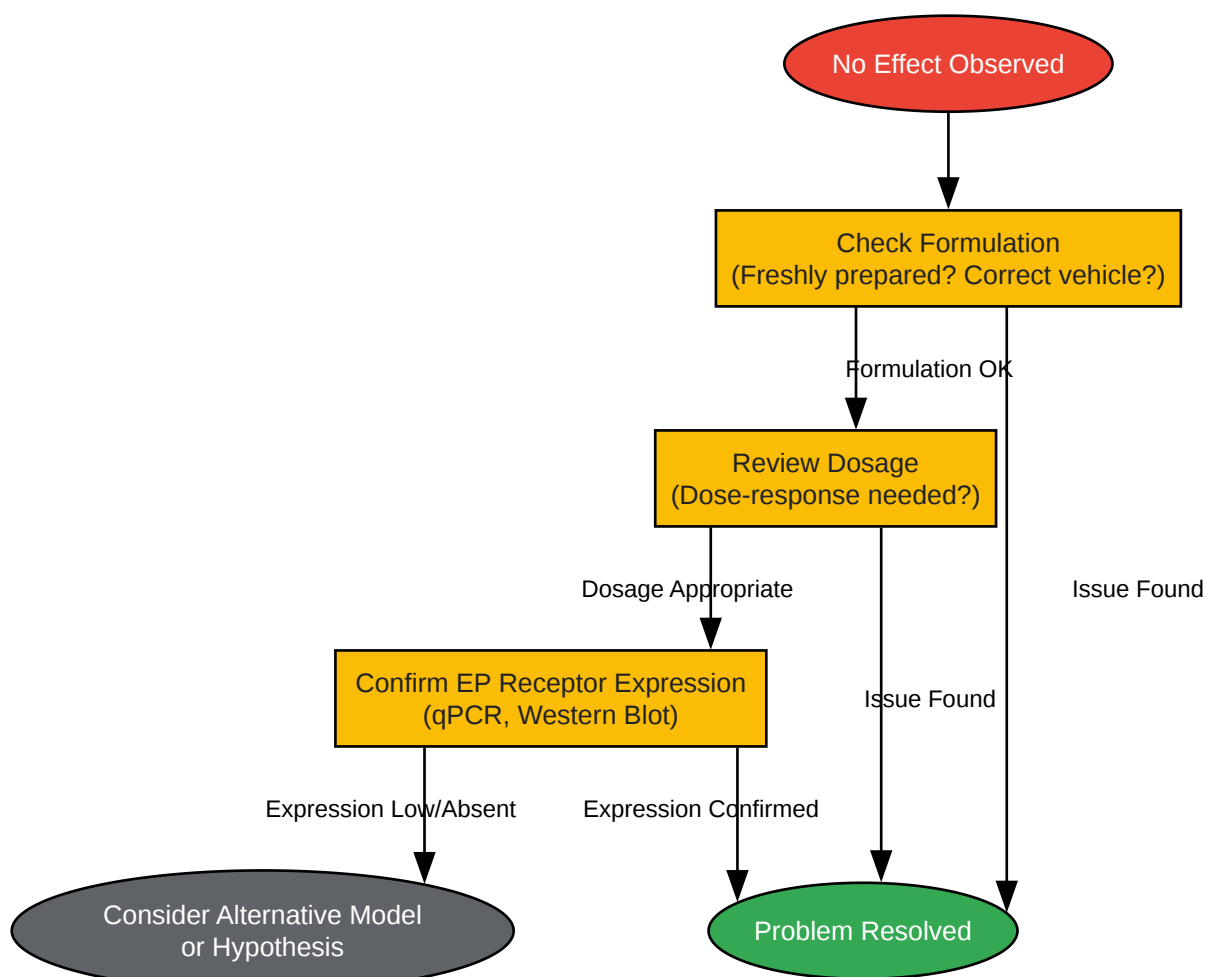 No Effect Observed
Check Formulation
(Freshly prepared? Correct vehicle?)
Formulation OK
Review Dosage
(Dose-response needed?)
Dosage Appropriate
Issue Found
Confirm EP Receptor Expression
(qPCR, Western Blot)
Issue Found
Expression Low/Absent
Expression Confirmed
Consider Alternative Model
or Hypothesis
Problem Resolved